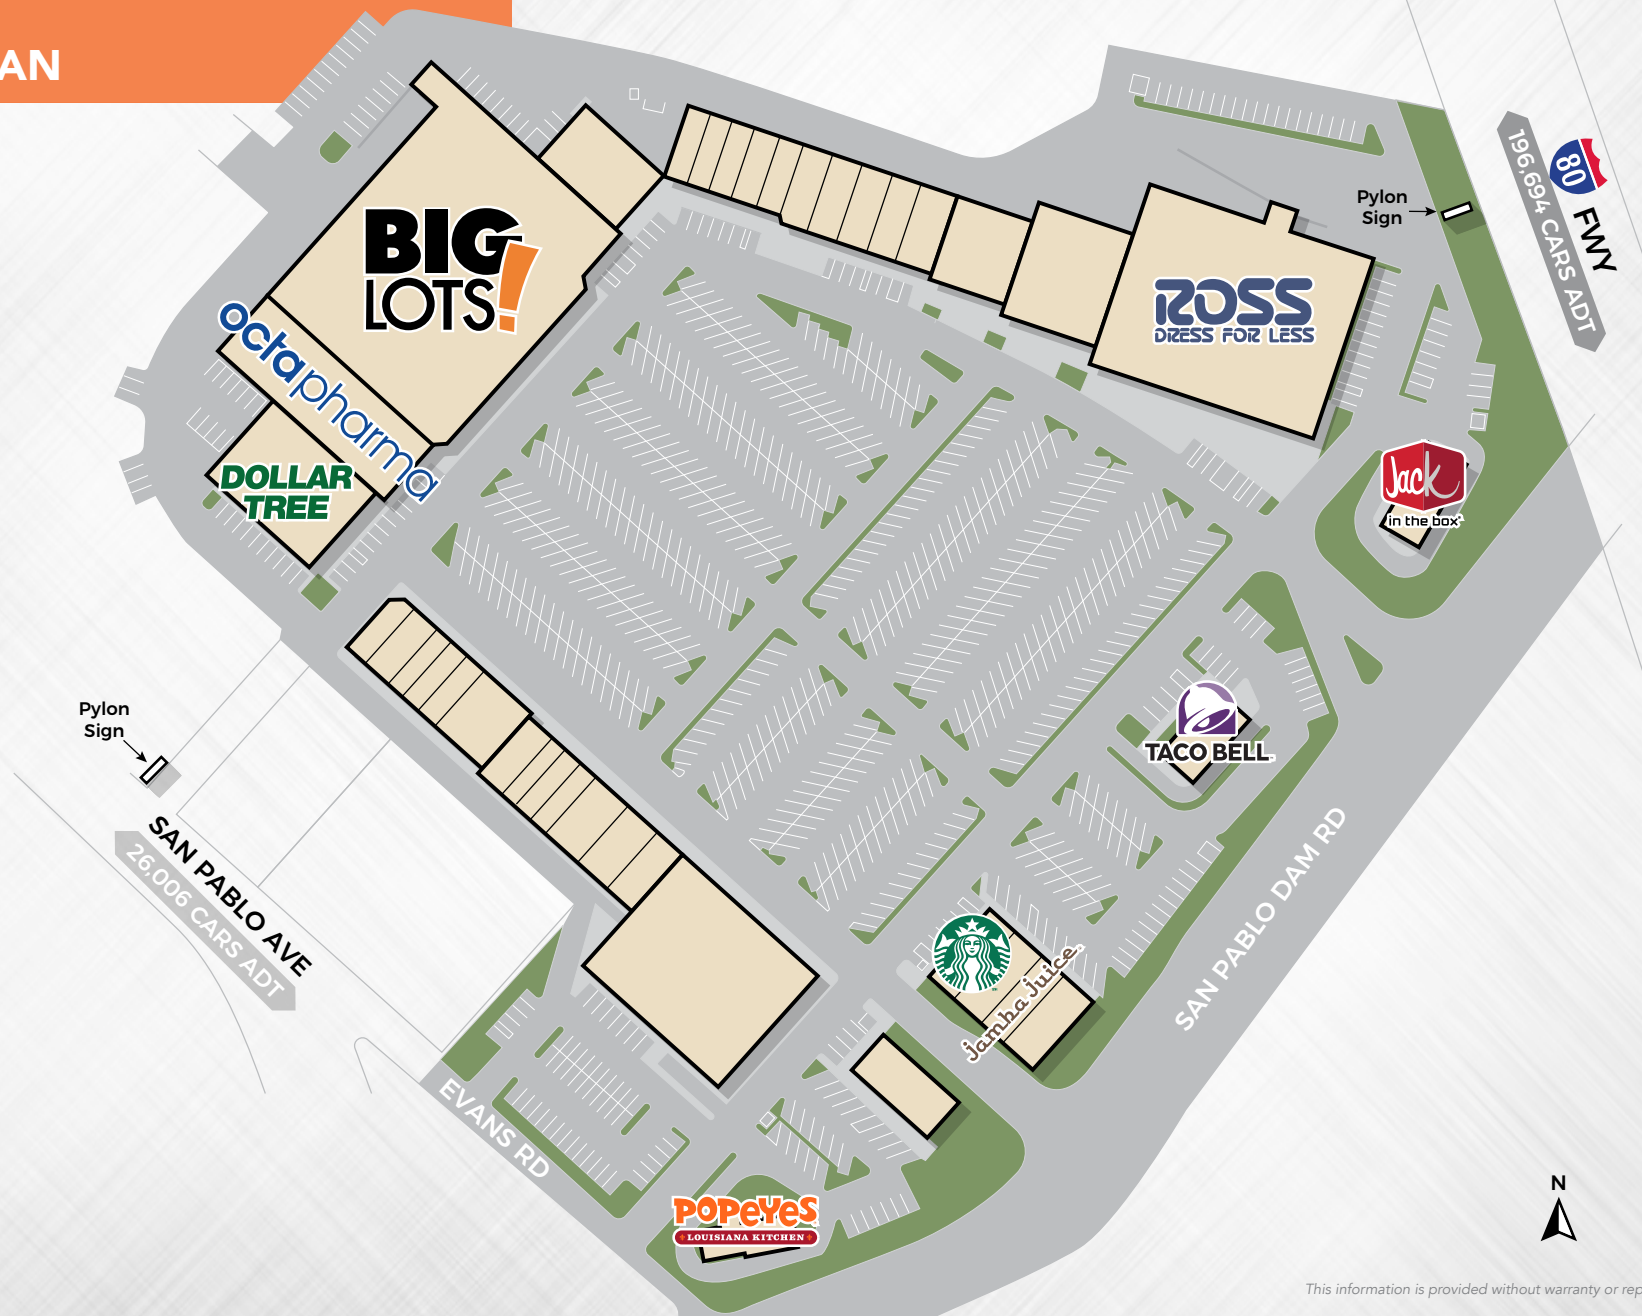 AN
BIG
LOTS!
octapharma
DOLLAR
TREE
ROSS
DRESS FOR LESS
Pylon
Sign
80
FWY
196,694 CARS ADT
Jack
in the box
TACO BELL
Pylon
Sign
SAN PABLO AVE
26,006 CARS ADT
SAN PABLO DAM RD
Jamba Juice
EVANS RD
POPEYES
LOUISIANA KITCHEN
N
This information is provided without warranty or rep